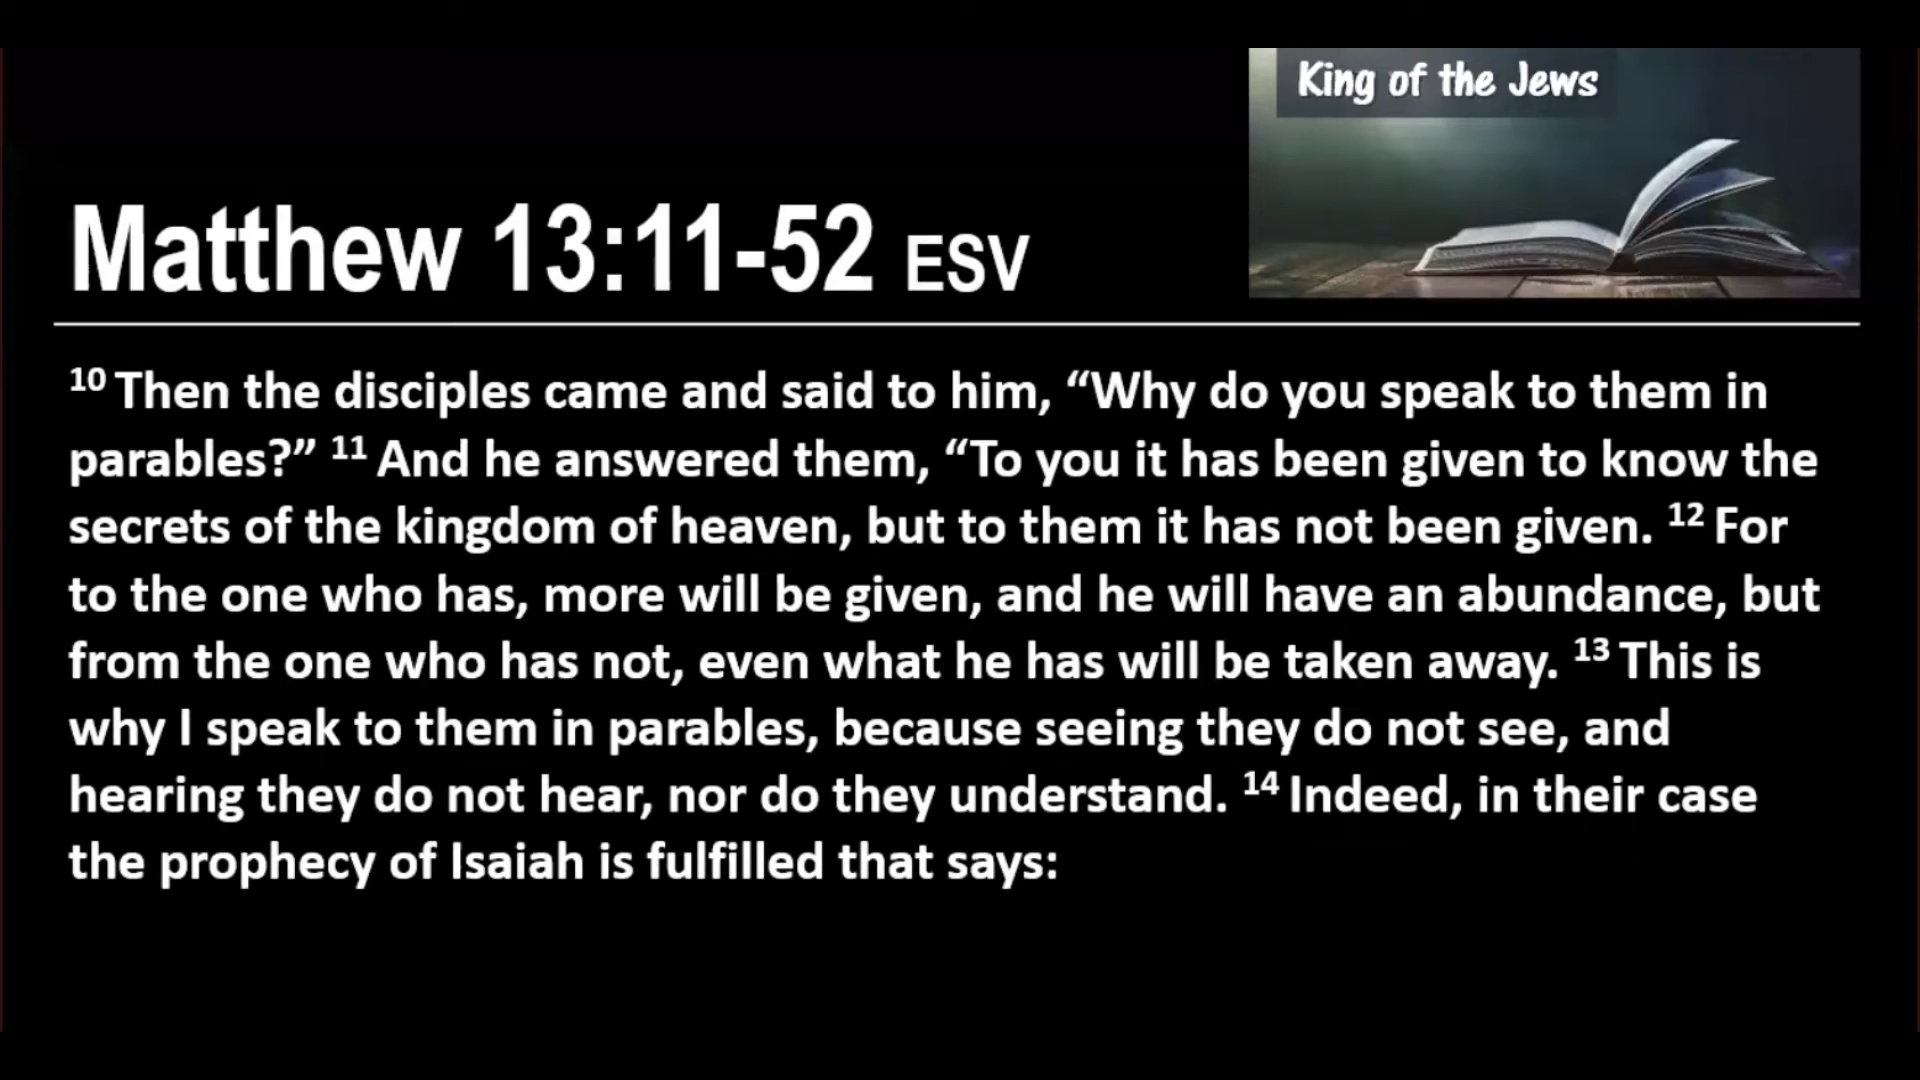 King of the Jews
Matthew 13:11-52 ESV
10 Then the disciples came and said to him, “Why do you speak to them in
parables?” 11 And he answered them, “To you it has been given to know the
secrets of the kingdom of heaven, but to them it has not been given. 12 For
to the one who has, more will be given, and he will have an abundance, but
from the one who has not, even what he has will be taken away. 13 This is
why I speak to them in parables, because seeing they do not see, and
hearing they do not hear, nor do they understand. 14 Indeed, in their case
the prophecy of Isaiah is fulfilled that says: